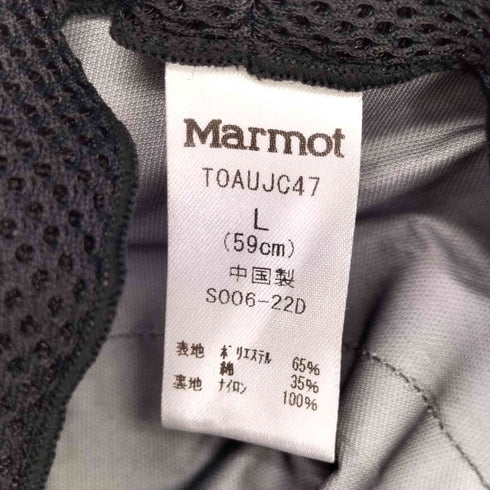 Marmot
TOAUJC47
L
(59cm)
中国製
S006-22D
表地 ポリエステル 65%
綿 35%
裏地 ナイロン 100%